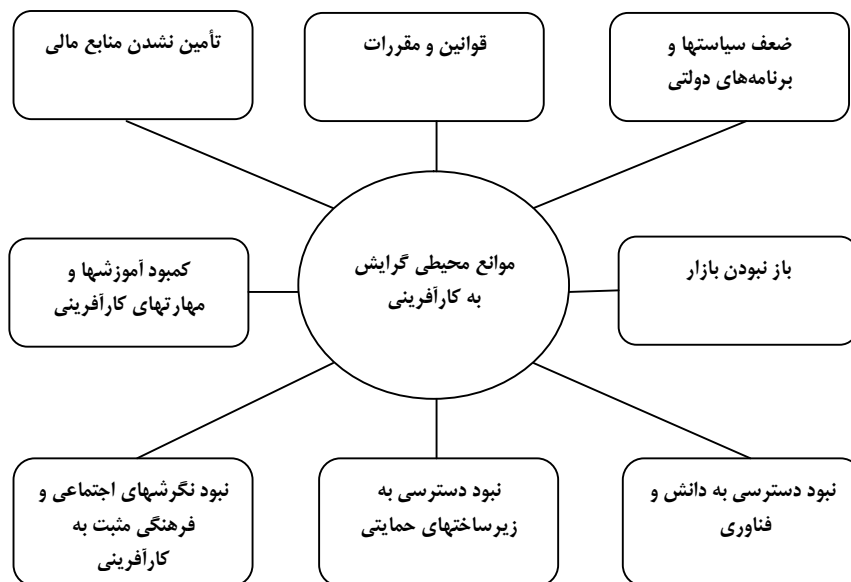 ضعف سیاستها و
برنامه‌های دولتی
قوانین و مقررات
تأمین نشدن منابع مالی
باز نبودن بازار
موانع محیطی گرایش
به کارآفرینی
کمبود آموزشها و
مهارتهای کارآفرینی
نبود دسترسی به دانش و
فناوری
نبود دسترسی به
زیرساختهای حمایتی
نبود نگرشهای اجتماعی و
فرهنگی مثبت به
کارآفرینی